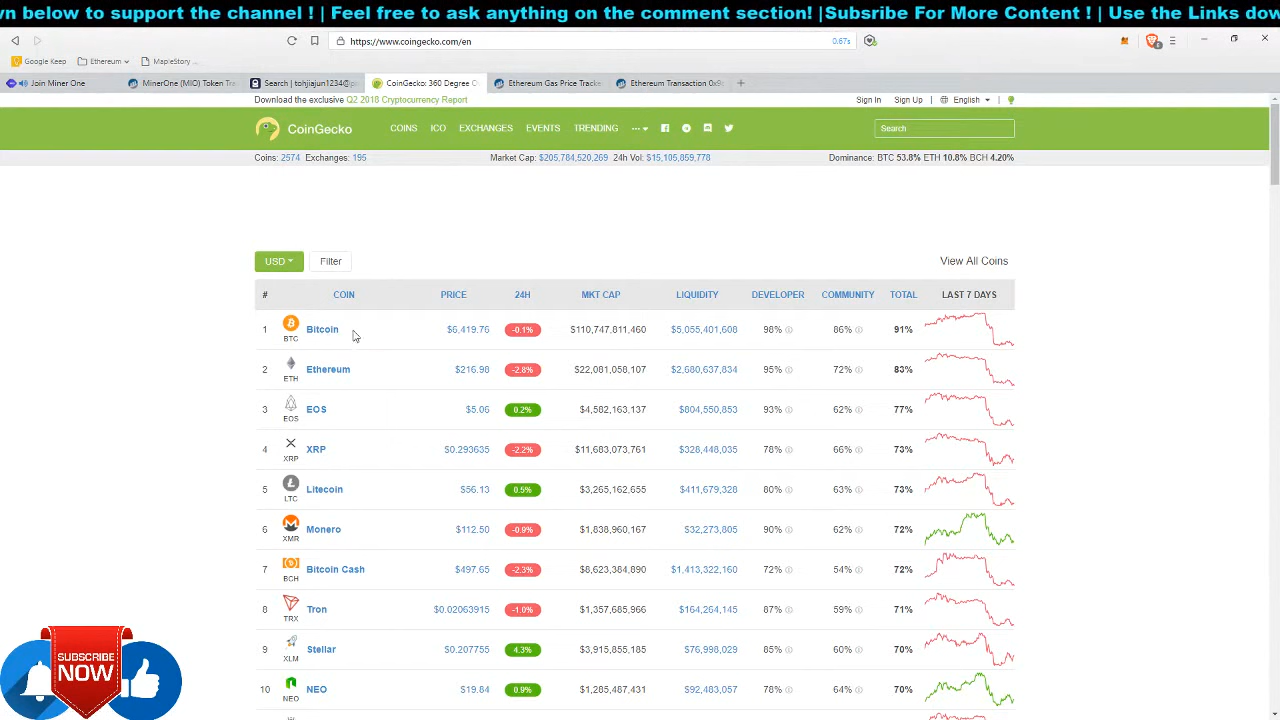 vn below to support the channel ! | Feel free to ask anything on the comment section! |Subsribe For More Content ! | Use the Links dow
https://www.coingecko.com/en
0.67s
Google Keep Ethereum MapleStory
Join Miner One MinerOne (MIO) Token Tra Search | tohjiajun1234@ CoinGecko: 360 Degree O Ethereum Gas Price Tracke Ethereum Transaction 0x9
Download the exclusive Q2 2018 Cryptocurrency Report Sign In Sign Up English
CoinGecko COINS ICO EXCHANGES EVENTS TRENDING ... Search
Coins: 2574 Exchanges: 195 Market Cap: $205,784,520,269 24h Vol: $15,105,859,778 Dominance: BTC 53.8% ETH 10.8% BCH 4.20%
USD Filter View All Coins
# COIN PRICE 24H MKT CAP LIQUIDITY DEVELOPER COMMUNITY TOTAL LAST 7 DAYS
1 BTC Bitcoin $6,419.76 -0.1% $110,747,811,460 $5,055,401,608 98% 86% 91%
2 ETH Ethereum $216.98 -2.8% $22,081,058,107 $2,680,637,834 95% 72% 83%
3 EOS EOS $5.06 0.2% $4,582,163,137 $804,550,853 93% 62% 77%
4 XRP XRP $0.293635 -2.2% $11,683,073,761 $328,448,035 78% 66% 73%
5 LTC Litecoin $56.13 0.5% $3,265,162,655 $411,679,328 80% 63% 73%
6 XMR Monero $112.50 -0.9% $1,838,960,167 $32,273,805 90% 62% 72%
7 BCH Bitcoin Cash $497.65 -2.3% $8,623,384,890 $1,413,322,160 72% 54% 72%
8 TRX Tron $0.02063915 -1.0% $1,357,685,966 $164,264,145 87% 59% 71%
9 XLM Stellar $0.207755 4.3% $3,915,855,185 $76,998,029 80% 60% 70%
10 NEO NEO $19.84 0.9% $1,285,487,431 $92,483,057 78% 64% 70%
SUBSCRIBE
NOW